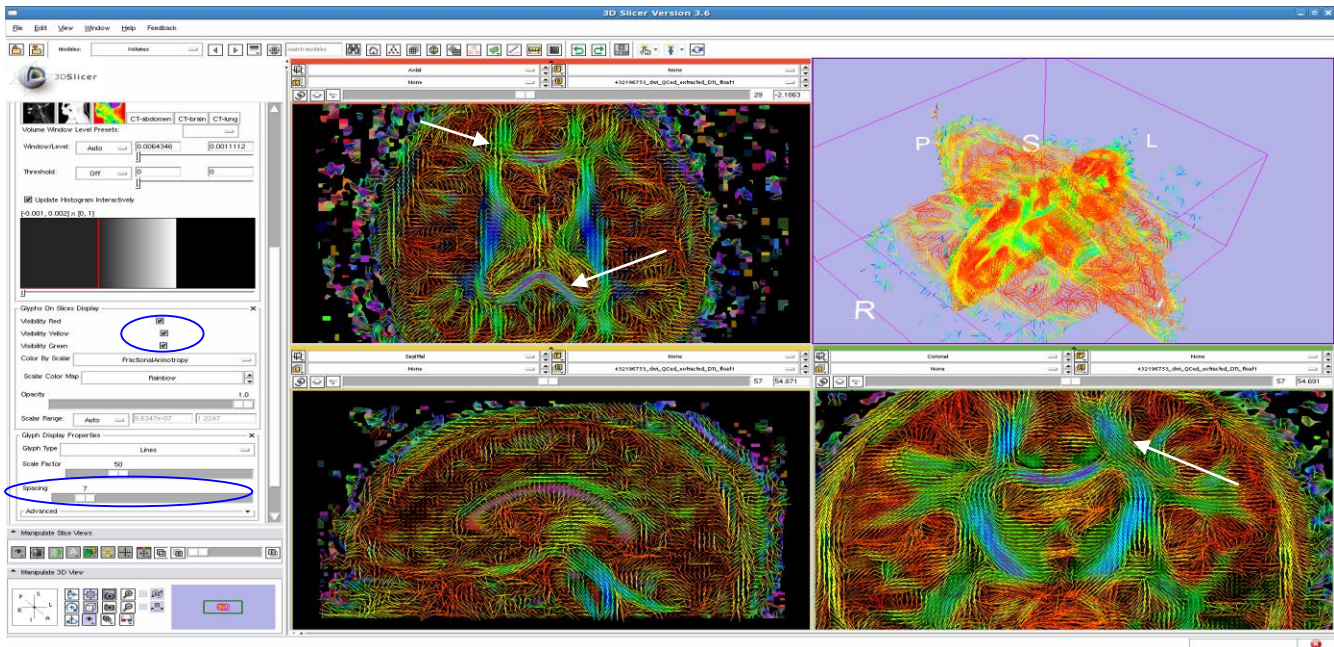 3D Slicer Version 3.6
File Edit View Window Help Feedback
Modules: Volumes search modules
3DSlicer
CT-abdomen CT-brain CT-lung
Volume Window Level Presets:
Window/Level: Auto 0.0064346 0.0011112
Threshold: Off 0 0
Update Histogram Interactively
[-0.001, 0.002] x [0, 1]
Glyphs On Slices Display
Visibility Red
Visibility Yellow
Visibility Green
Color By Scalar FractionalAnisotropy
Scalar Color Map Rainbow
Opacity 1.0
Scalar Range: Auto 1.2247
Glyph Display Properties
Glyph Type Lines
Scale Factor 50
Spacing 7
Advanced
Manipulate Slice Views
Manipulate 3D View
P S L R I A
Axial None
None 432196753_dwi_QCed_extracted_DTI_float1
29 -2.1863
P S L
R
Sagittal None
None 432196753_dwi_QCed_extracted_DTI_float1
57 54.871
Coronal None
None 432196753_dwi_QCed_extracted_DTI_float1
57 54.691